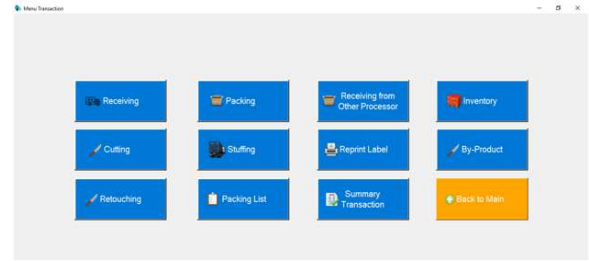 Menu Transaction
Receiving
Packing
Receiving from
Other Processor
Inventory
Cutting
Stuffing
Reprint Label
By-Product
Retouching
Packing List
Summary
Transaction
Back to Main